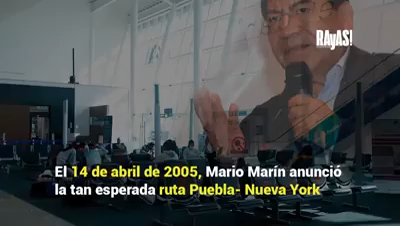 RAYAS!
El 14 de abril de 2005, Mario Marín anunció
la tan esperada ruta Puebla- Nueva York